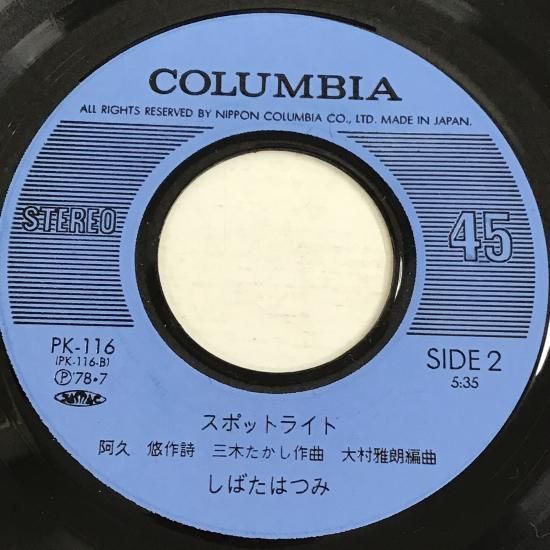 COLUMBIA
ALL RIGHTS RESERVED BY NIPPON COLUMBIA CO., LTD. MADE IN JAPAN.
STEREO
45
PK-116
(PK-116-B)
Ⓟ'78・7
SIDE 2
5:35
スポットライト
阿久 悠作詩 三木たかし作曲 大村雅朗編曲
しばたはつみ